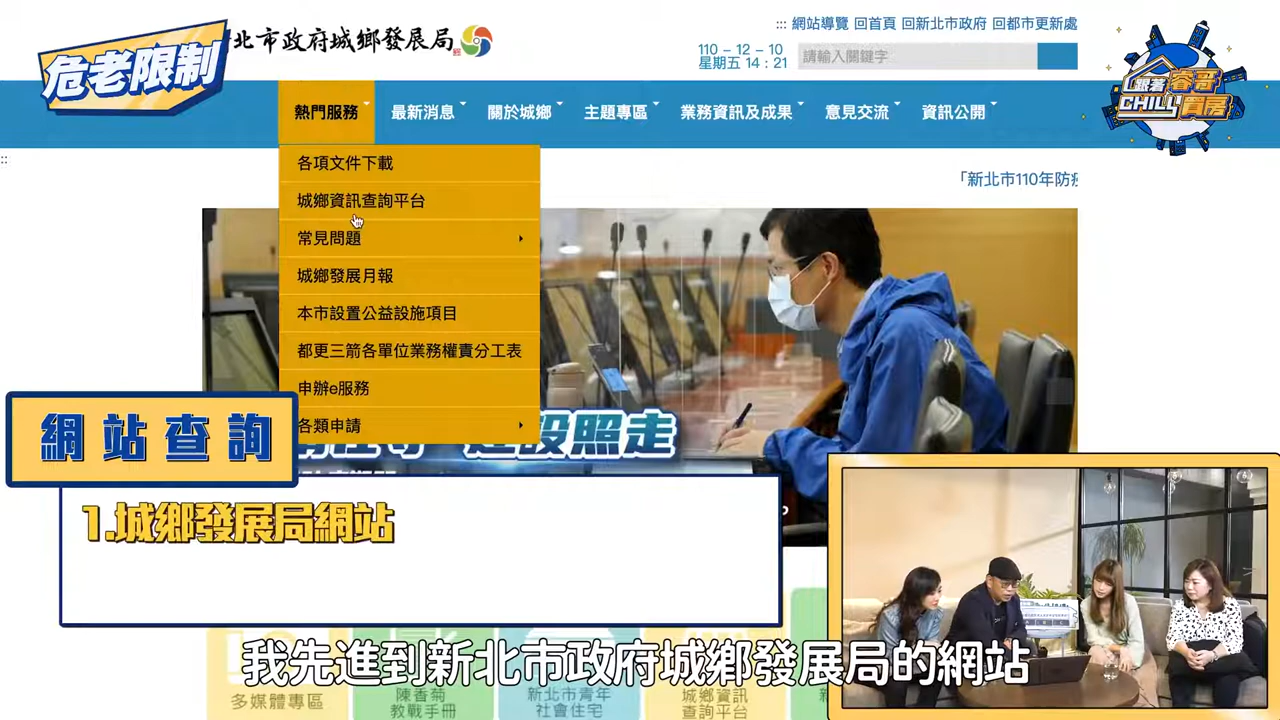 危老限制
北市政府城鄉發展局
::: 網站導覽 回首頁 回新北市政府 回都市更新處
110 – 12 – 10
星期五 14 : 21
請輸入關鍵字
跟著睿哥
CHILL買房
熱門服務
最新消息
關於城鄉
主題專區
業務資訊及成果
意見交流
資訊公開
::
「新北市110年防疫
各項文件下載
城鄉資訊查詢平台
常見問題
城鄉發展月報
本市設置公益設施項目
都更三箭各單位業務權責分工表
申辦e服務
各類申請
建設照走
網站查詢
1.城鄉發展局網站
我先進到新北市政府城鄉發展局的網站
多媒體專區
陳香菊
教戰手冊
新北市青年
社會住宅
城鄉資訊
查詢平台